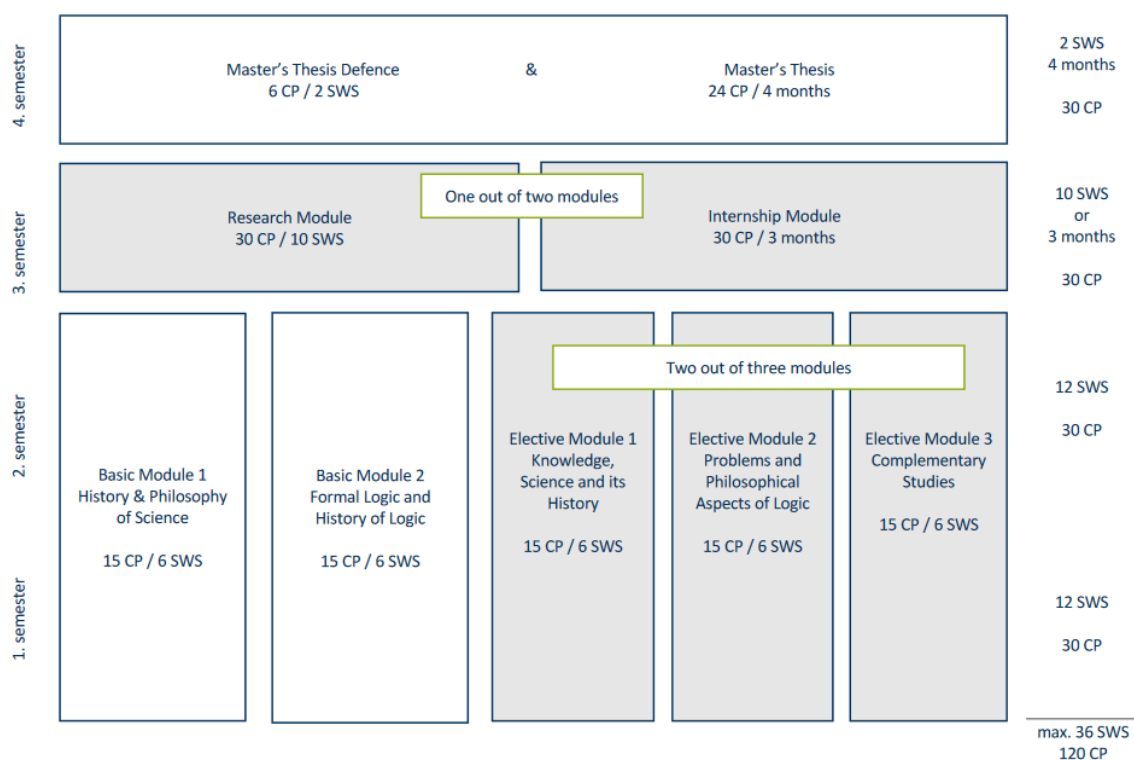 4. semester
Master's Thesis Defence
6 CP / 2 SWS
&
Master's Thesis
24 CP / 4 months
2 SWS
4 months
30 CP
3. semester
One out of two modules
Research Module
30 CP / 10 SWS
Internship Module
30 CP / 3 months
10 SWS
or
3 months
30 CP
2. semester
1. semester
Basic Module 1
History & Philosophy
of Science
15 CP / 6 SWS
Basic Module 2
Formal Logic and
History of Logic
15 CP / 6 SWS
Two out of three modules
Elective Module 1
Knowledge,
Science and its
History
15 CP / 6 SWS
Elective Module 2
Problems and
Philosophical
Aspects of Logic
15 CP / 6 SWS
Elective Module 3
Complementary
Studies
15 CP / 6 SWS
12 SWS
30 CP
12 SWS
30 CP
max. 36 SWS
120 CP